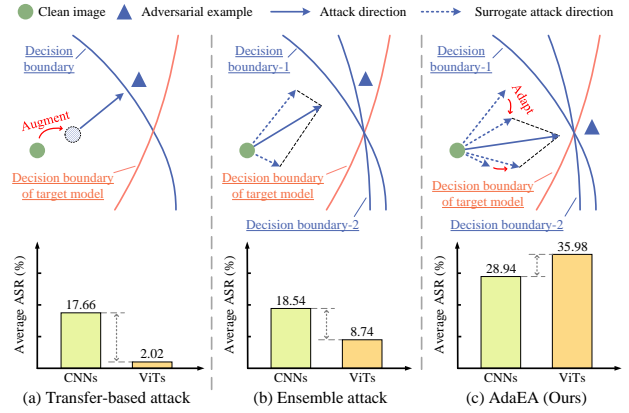 Clean image Adversarial example Attack direction Surrogate attack direction
Decision
boundary
Augment
Decision boundary
of target model
Decision
boundary-1
Decision boundary
of target model
Decision boundary-2
Decision
boundary-1
Adapt
Decision boundary
of target model
Decision boundary-2
Average ASR (%)
17.66
2.02
CNNs ViTs
(a) Transfer-based attack
Average ASR (%)
18.54
8.74
CNNs ViTs
(b) Ensemble attack
Average ASR (%)
28.94
35.98
CNNs ViTs
(c) AdaEA (Ours)